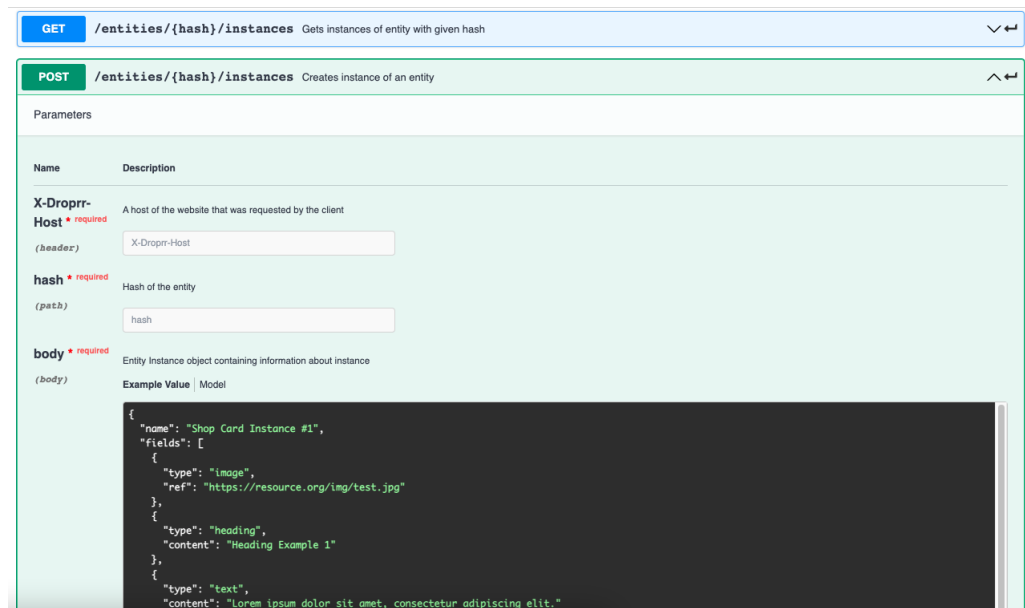 GET /entities/{hash}/instances Gets instances of entity with given hash
POST /entities/{hash}/instances Creates instance of an entity
Parameters
Name Description
X-Droprr-
Host * required
(header)
A host of the website that was requested by the client
X-Droprr-Host
hash * required
(path)
Hash of the entity
hash
body * required
(body)
Entity Instance object containing information about instance
Example Value Model
{
"name": "Shop Card Instance #1",
"fields": [
{
"type": "image",
"ref": "https://resource.org/img/test.jpg"
},
{
"type": "heading",
"content": "Heading Example 1"
},
{
"type": "text",
"content": "Lorem ipsum dolor sit amet, consectetur adipiscing elit."